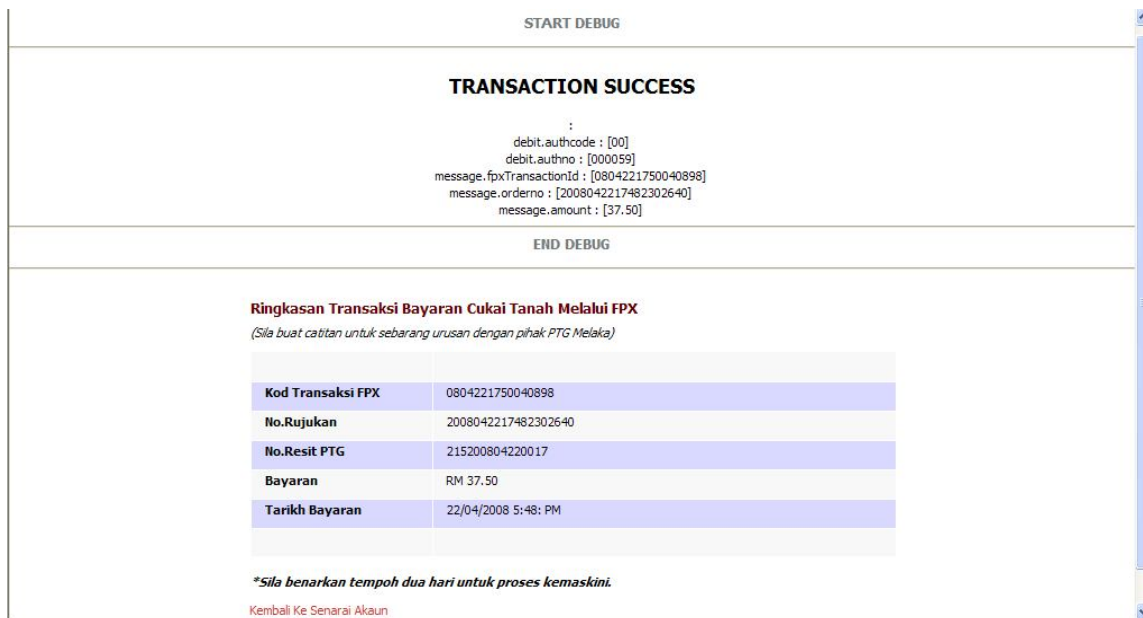 START DEBUG
TRANSACTION SUCCESS
:
debit.authcode : [00]
debit.authno : [000059]
message.fpxTransactionId : [0804221750040898]
message.orderno : [2008042217482302640]
message.amount : [37.50]
END DEBUG
Ringkasan Transaksi Bayaran Cukai Tanah Melalui FPX
(Sila buat catitan untuk sebarang urusan dengan pihak PTG Melaka)
Kod Transaksi FPX 0804221750040898
No.Rujukan 2008042217482302640
No.Resit PTG 215200804220017
Bayaran RM 37.50
Tarikh Bayaran 22/04/2008 5:48: PM
*Sila benarkan tempoh dua hari untuk proses kemaskini.
Kembali Ke Senarai Akaun